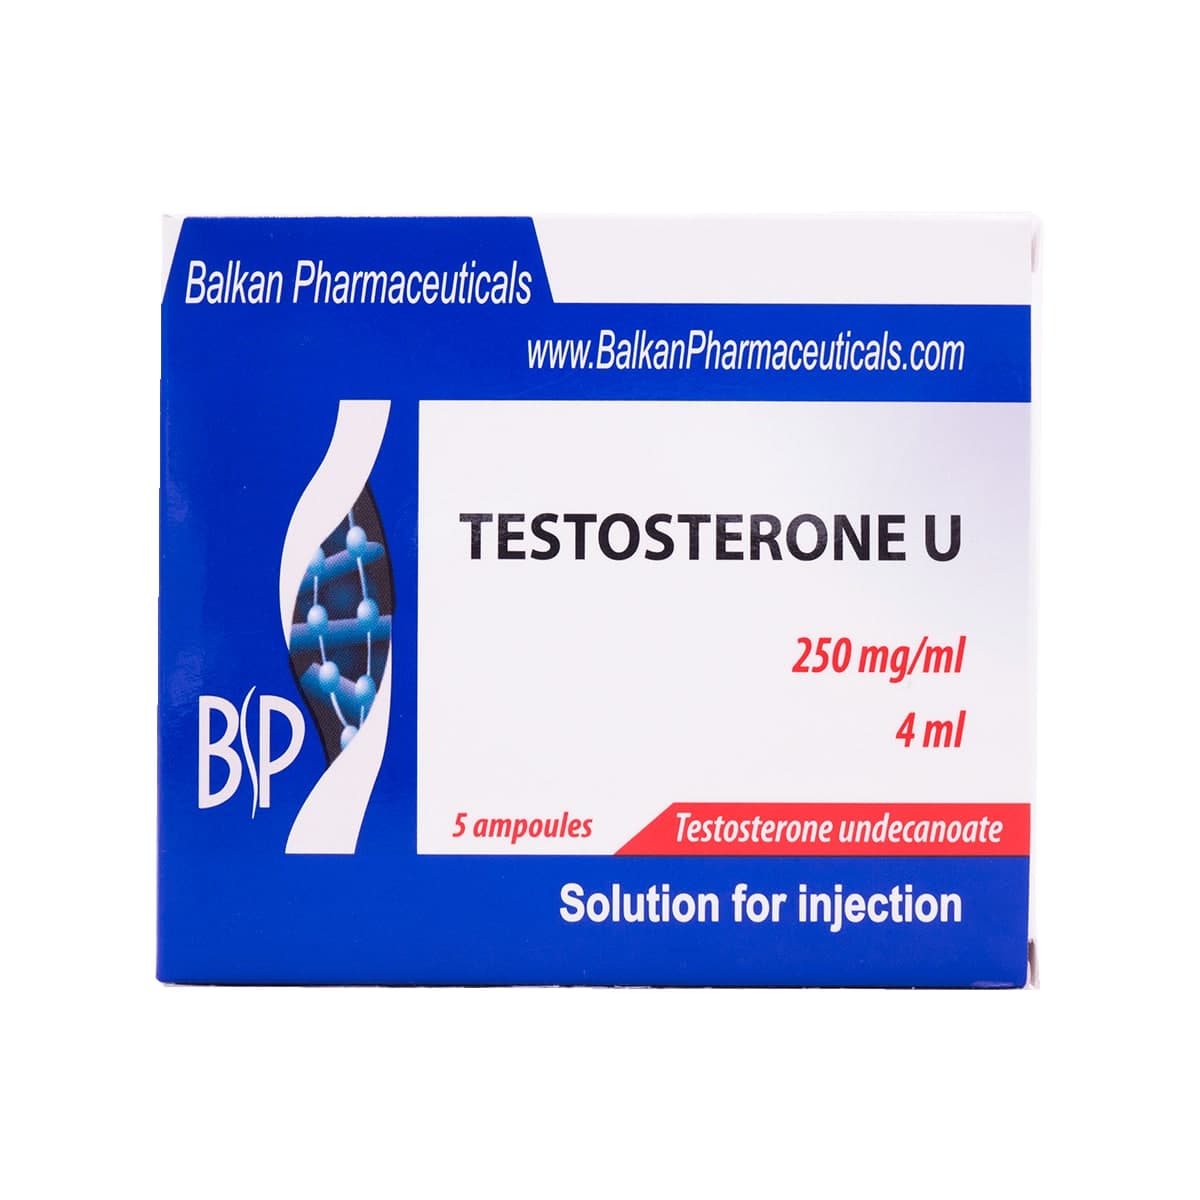 Balkan Pharmaceuticals
www.BalkanPharmaceuticals.com
TESTOSTERONE U
250 mg/ml
4 ml
BP
5 ampoules
Testosterone undecanoate
Solution for injection